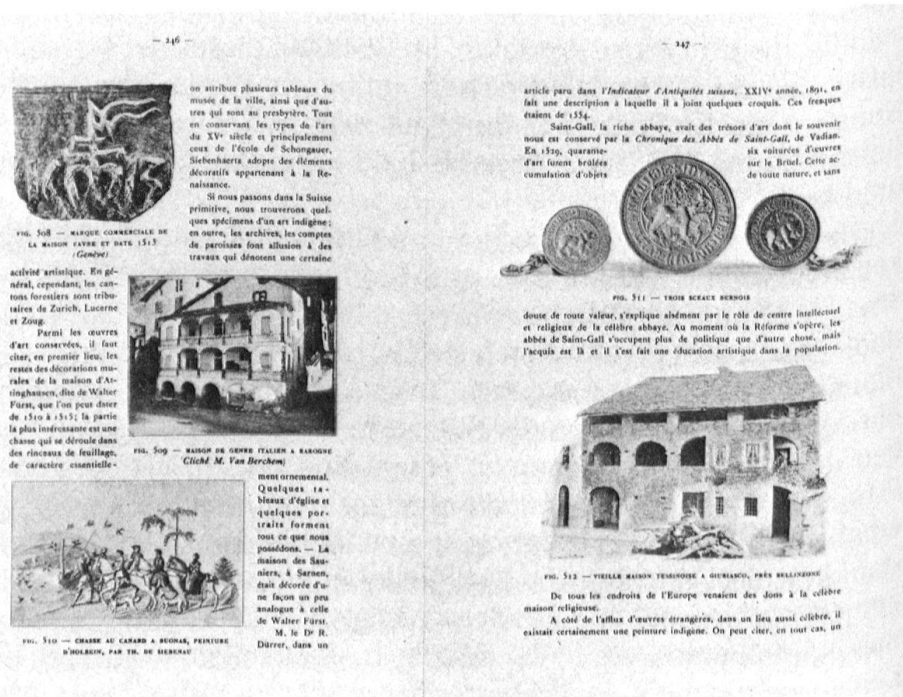 — 246 —
on attribue plusieurs tableaux du
musée de la ville, ainsi que d'au-
tres qui sont au presbytère. Tout
en conservant les types de l'art
du XVe siècle et principalement
ceux de l'école de Schongauer,
Siebenhaerts adopte des éléments
décoratifs appartenant à la Re-
naissance.
Si nous passons dans la Suisse
primitive, nous trouverons quel-
ques spécimens d'un art indigène;
en outre, les archives, les comptes
de paroisses font allusion à des
travaux qui dénotent une certaine
FIG. 508 — MARQUE COMMERCIALE DE
LA MAISON FAVRE ET DATE 1515
(Genève)
activité artistique. En gé-
néral, cependant, les can-
tons forestiers sont tribu-
taires de Zurich, Lucerne
et Zoug.
Parmi les œuvres
d'art conservées, il faut
citer, en premier lieu, les
restes des décorations mu-
rales de la maison d'At-
tinghausen, dite de Walter
Fürst, que l'on peut dater
de 1510 à 1515; la partie
la plus intéressante est une
chasse qui se déroule dans
des rinceaux de feuillage,
de caractère essentielle-
FIG. 509 — MAISON DE GENRE ITALIEN A RAROGNE
(Cliché M. Van Berchem)
ment ornemental.
Quelques ta-
bleaux d'église et
quelques por-
traits forment
tout ce que nous
possédons. — La
maison des Sau-
niers, à Sarnen,
était décorée d'u-
ne façon un peu
analogue à celle
de Walter Fürst.
M. le Dr R.
Dürrer, dans un
FIG. 510 — CHASSE AU CANARD A BUONAS, PEINTURE
D'HOLBEIN, PAR TH. DE LIEBENAU
247 —
article paru dans l'Indicateur d'Antiquités suisses, XXIVe année, 1891, en
fait une description à laquelle il a joint quelques croquis. Ces fresques
étaient de 1554.
Saint-Gall, la riche abbaye, avait des trésors d'art dont le souvenir
nous est conservé par la Chronique des Abbés de Saint-Gall, de Vadian.
En 1529, quarante-six voiturées d'œuvres
d'art furent brûlées sur le Brüel. Cette ac-
cumulation d'objets de toute nature, et sans
FIG. 511 — TROIS SCEAUX BERNOIS
doute de toute valeur, s'explique aisément par le rôle de centre intellectuel
et religieux de la célèbre abbaye. Au moment où la Réforme s'opère, les
abbés de Saint-Gall s'occupent plus de politique que d'autre chose, mais
l'acquis est là et il s'est fait une éducation artistique dans la population.
FIG. 512 — VIEILLE MAISON TESSINOISE A GIUBIASCO, PRÈS BELLINZONE
De tous les endroits de l'Europe venaient des dons à la célèbre
maison religieuse.
A côté de l'afflux d'œuvres étrangères, dans un lieu aussi célèbre, il
existait certainement une peinture indigène. On peut citer, en tout cas, un